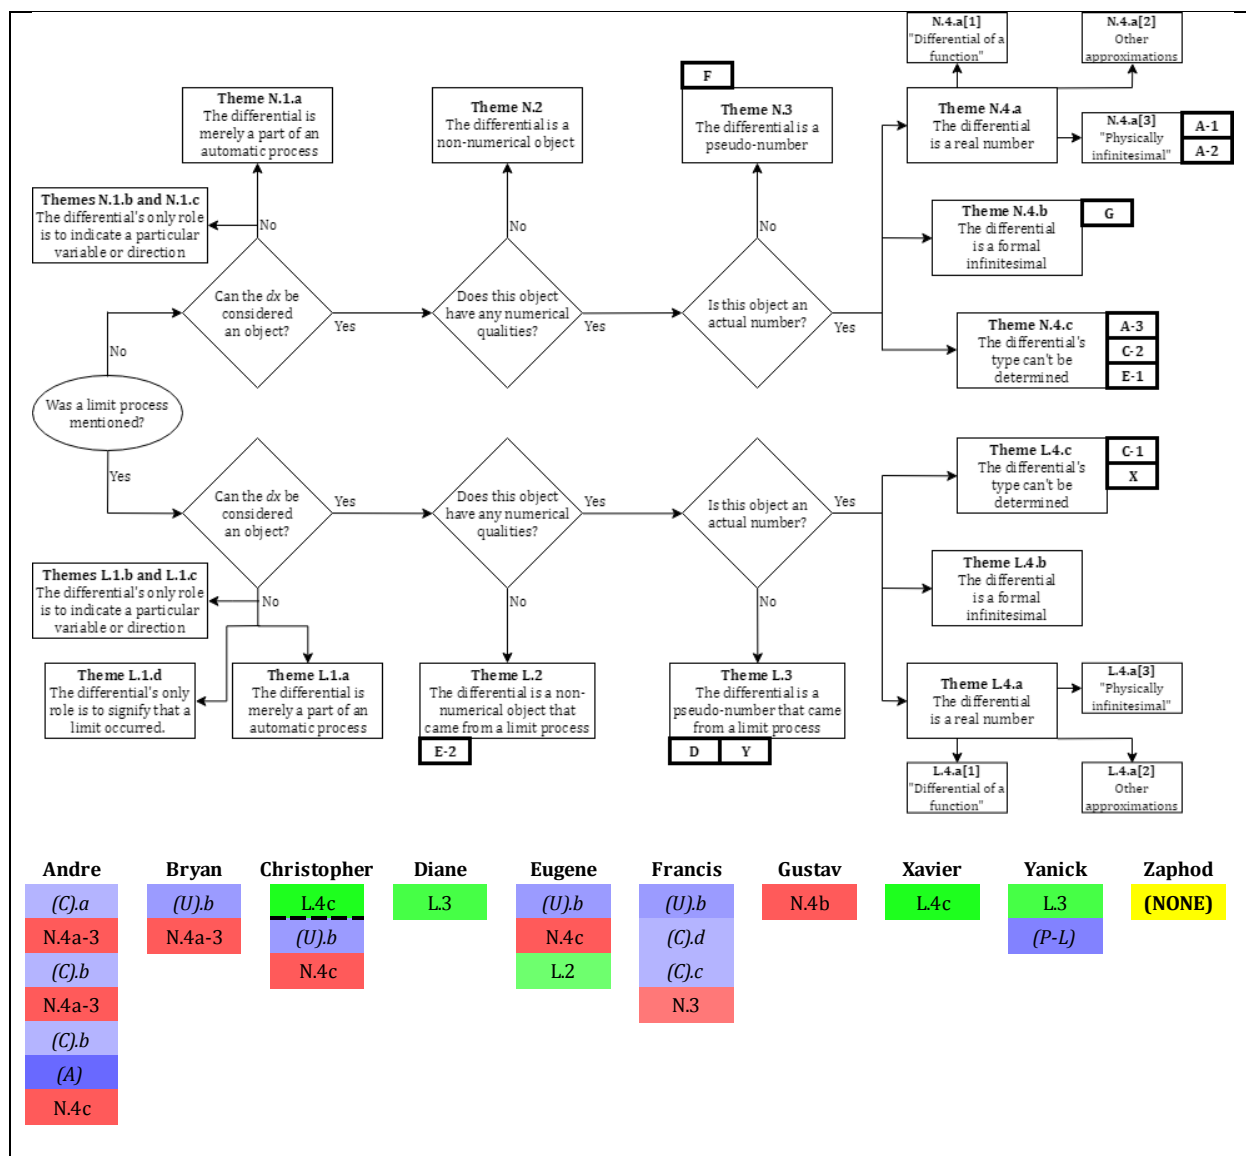 N.4.a[1]
"Differential of a
function"
N.4.a[2]
Other
approximations
F
Theme N.1.a
The differential is
merely a part of an
automatic process
Theme N.2
The differential is a
non-numerical object
Theme N.3
The differential is a
pseudo-number
Theme N.4.a
The differential
is a real number
N.4.a[3]
"Physically
infinitesimal"
A-1
A-2
Themes N.1.b and N.1.c
The differential's only role
is to indicate a particular
variable or direction
No
No
No
Theme N.4.b
The differential
is a formal
infinitesimal
G
Can the dx be
considered
an object?
Yes
Does this object
have any numerical
qualities?
Yes
Is this object an
actual number?
Yes
Theme N.4.c
The differential's
type can't be
determined
A-3
C-2
E-1
No
Was a limit process
mentioned?
Yes
Can the dx be
considered
an object?
Yes
Does this object
have any numerical
qualities?
Yes
Is this object an
actual number?
Yes
Theme L.4.c
The differential's
type can't be
determined
C-1
X
Themes L.1.b and L.1.c
The differential's only role
is to indicate a particular
variable or direction
No
No
No
Theme L.4.b
The differential
is a formal
infinitesimal
Theme L.1.d
The differential's only
role is to signify that a
limit occurred.
Theme L.1.a
The differential is
merely a part of an
automatic process
Theme L.2
The differential is a non-
numerical object that
came from a limit process
E-2
Theme L.3
The differential is a
pseudo-number that came
from a limit process
D
Y
Theme L.4.a
The differential
is a real number
L.4.a[3]
"Physically
infinitesimal"
L.4.a[1]
"Differential of a
function"
L.4.a[2]
Other
approximations
Andre
Bryan
Christopher
Diane
Eugene
Francis
Gustav
Xavier
Yanick
Zaphod
(C).a
(U).b
L.4c
L.3
(U).b
(U).b
N.4b
L.4c
L.3
(NONE)
N.4a-3
N.4a-3
(U).b
N.4c
(C).d
(P-L)
(C).b
N.4c
L.2
(C).c
N.4a-3
N.3
(C).b
(A)
N.4c